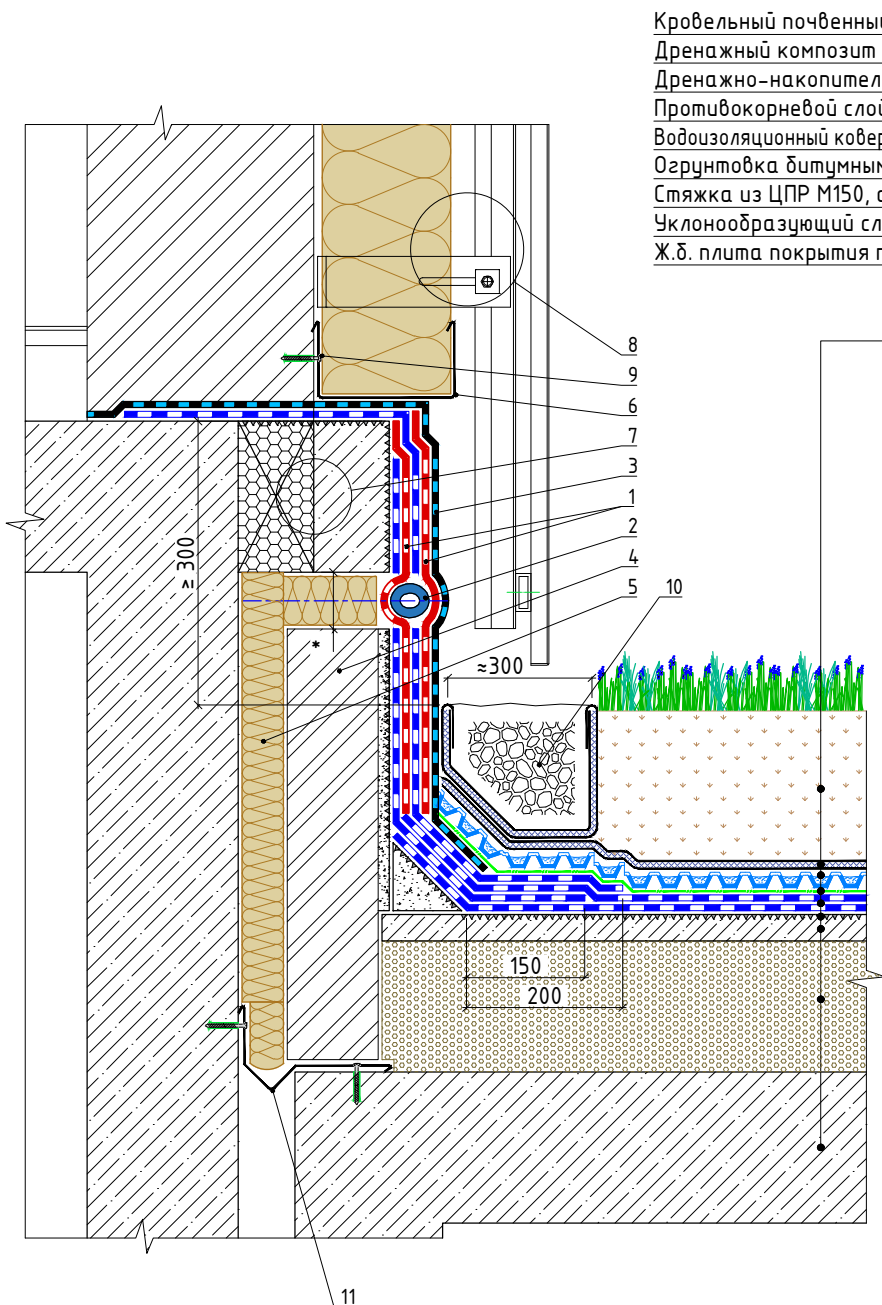 Кровельный почвенный
Дренажный композит
Дренажно-накопител
Противокорневой слой
Водоизоляционный ковер
Огрунтовка битумным
Стяжка из ЦПР М150,
Уклонообразующий сл
Ж.б. плита покрытия
8
9
6
7
3
1
2
4
5
10
≥ 300
*
≈300
150
200
11